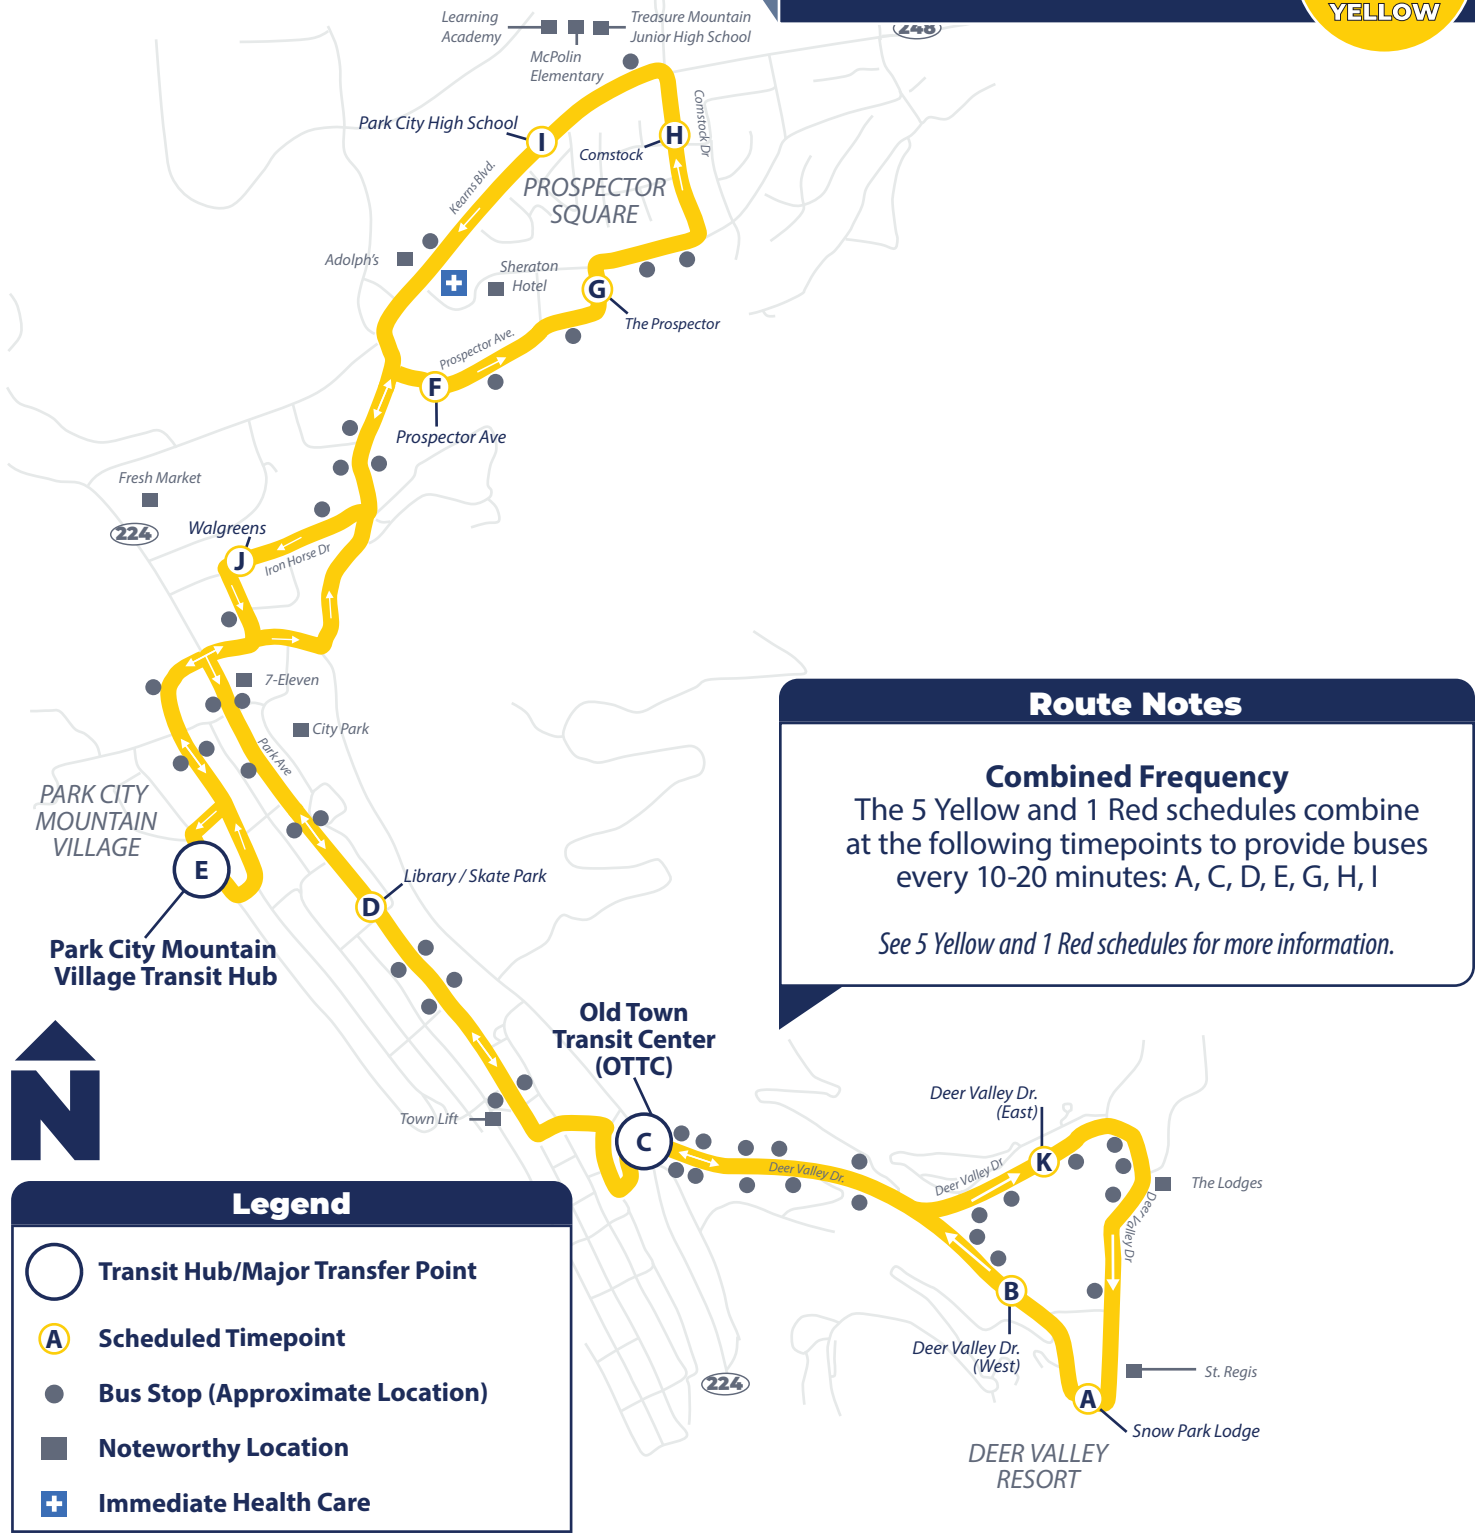 YELLOW
248
Learning
Academy
Treasure Mountain
Junior High School
McPolin
Elementary
Park City High School
I
H
Comstock
Comstock Dr
Kearns Blvd.
PROSPECTOR
SQUARE
Adolph's
Sheraton
Hotel
G
The Prospector
Prospector Ave.
F
Prospector Ave
Fresh Market
224
Walgreens
J
Iron Horse Dr
7-Eleven
City Park
Park Ave
PARK CITY
MOUNTAIN
VILLAGE
E
Park City Mountain
Village Transit Hub
Library / Skate Park
D
Route Notes
Combined Frequency
The 5 Yellow and 1 Red schedules combine
at the following timepoints to provide buses
every 10-20 minutes: A, C, D, E, G, H, I
See 5 Yellow and 1 Red schedules for more information.
N
Old Town
Transit Center
(OTTC)
Town Lift
C
Deer Valley Dr.
Deer Valley Dr.
(East)
K
Deer Valley Dr
The Lodges
Deer Valley Dr
B
Deer Valley Dr.
(West)
St. Regis
A
Snow Park Lodge
DEER VALLEY
RESORT
224
Legend
Transit Hub/Major Transfer Point
A
Scheduled Timepoint
Bus Stop (Approximate Location)
Noteworthy Location
Immediate Health Care